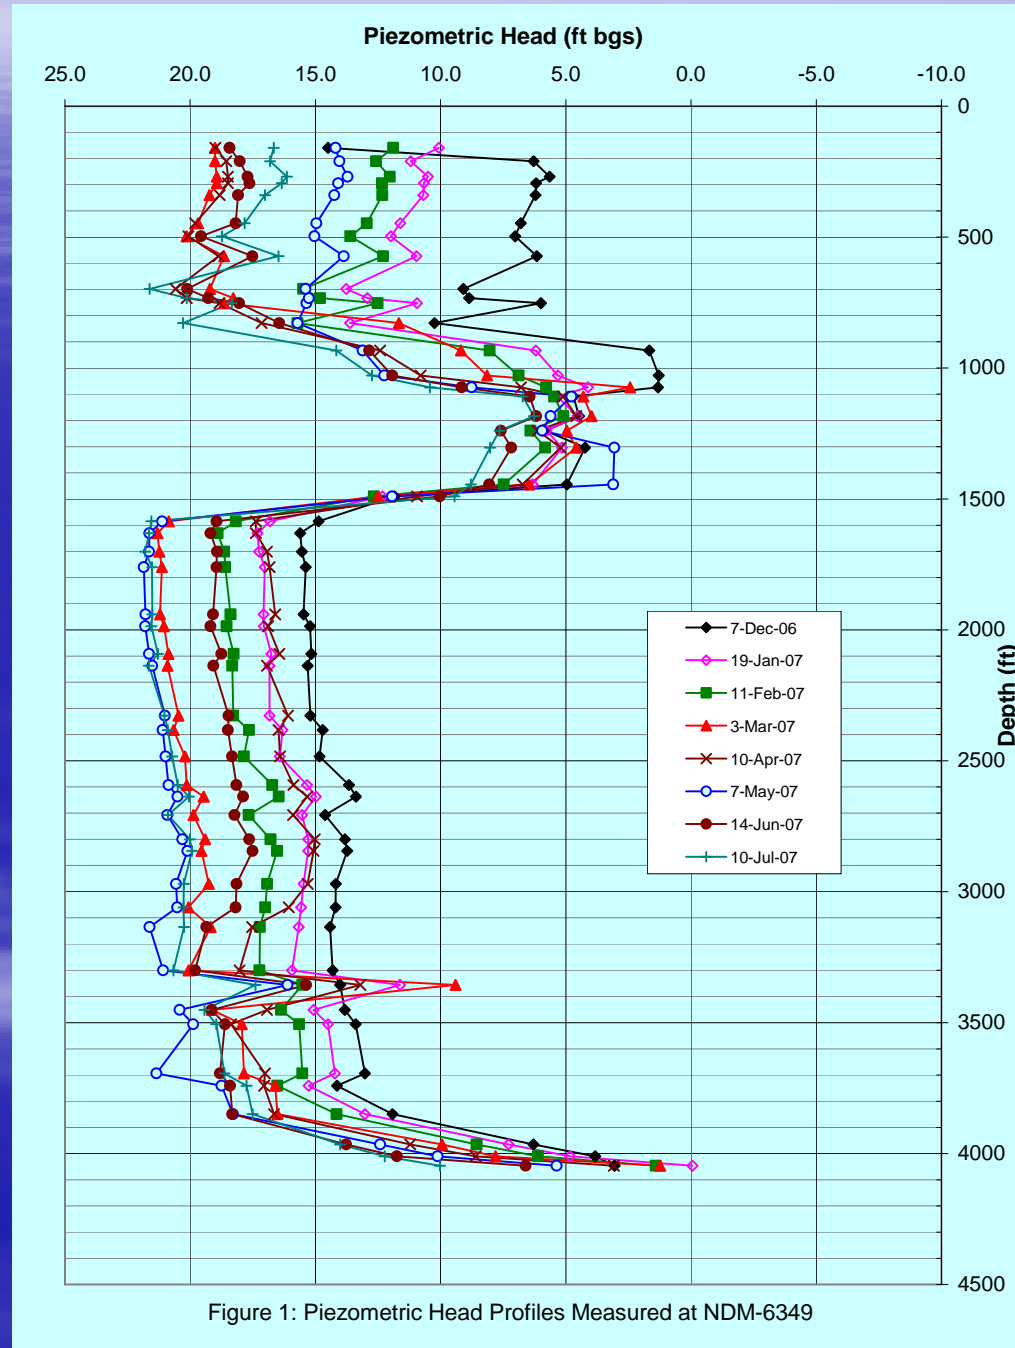 Piezometric Head (ft bgs)
25.0 20.0 15.0 10.0 5.0 0.0 -5.0 -10.0
0
500
1000
1500
2000
2500
3000
3500
4000
4500
Depth (ft)
7-Dec-06
19-Jan-07
11-Feb-07
3-Mar-07
10-Apr-07
7-May-07
14-Jun-07
10-Jul-07
Figure 1: Piezometric Head Profiles Measured at NDM-6349